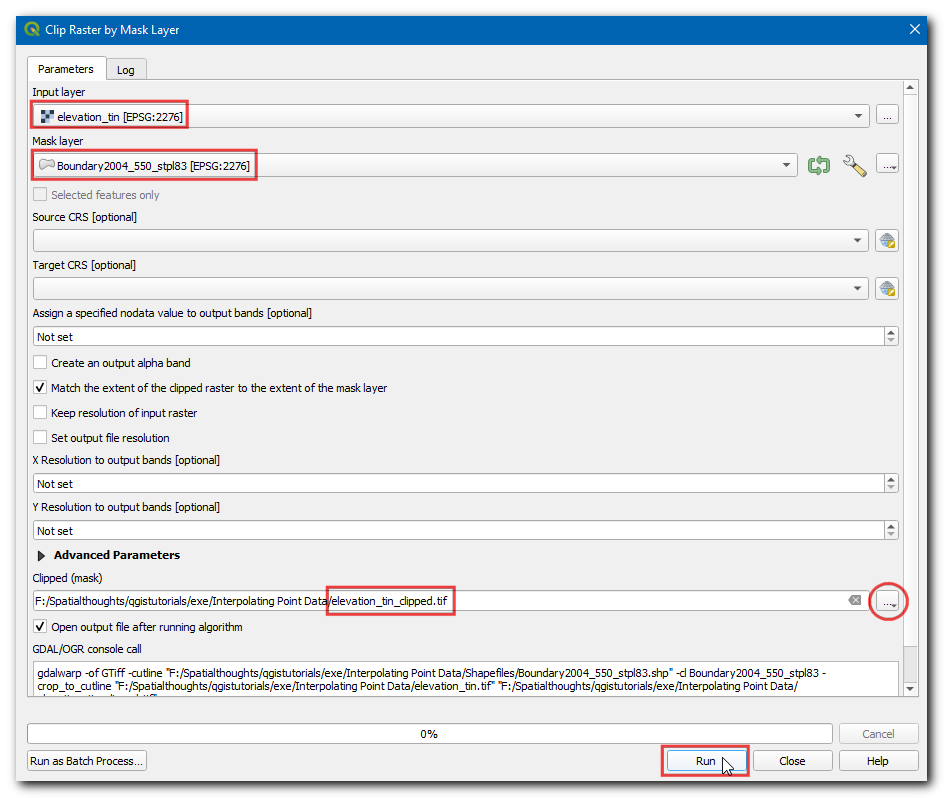 Clip Raster by Mask Layer
Parameters
Log
Input layer
elevation_tin [EPSG:2276]
...
Mask layer
Boundary2004_550_stpl83 [EPSG:2276]
...
Selected features only
Source CRS [optional]
Target CRS [optional]
Assign a specified nodata value to output bands [optional]
Not set
Create an output alpha band
Match the extent of the clipped raster to the extent of the mask layer
Keep resolution of input raster
Set output file resolution
X Resolution to output bands [optional]
Not set
Y Resolution to output bands [optional]
Not set
Advanced Parameters
Clipped (mask)
F:/Spatialthoughts/qgistutorials/exe/Interpolating Point Data/elevation_tin_clipped.tif
...
Open output file after running algorithm
GDAL/OGR console call
gdalwarp -of GTiff -cutline "F:/Spatialthoughts/qgistutorials/exe/Interpolating Point Data/Shapefiles/Boundary2004_550_stpl83.shp" -cl Boundary2004_550_stpl83 -
crop_to_cutline "F:/Spatialthoughts/qgistutorials/exe/Interpolating Point Data/elevation_tin.tif" "F:/Spatialthoughts/qgistutorials/exe/Interpolating Point Data/
0%
Cancel
Run as Batch Process...
Run
Close
Help